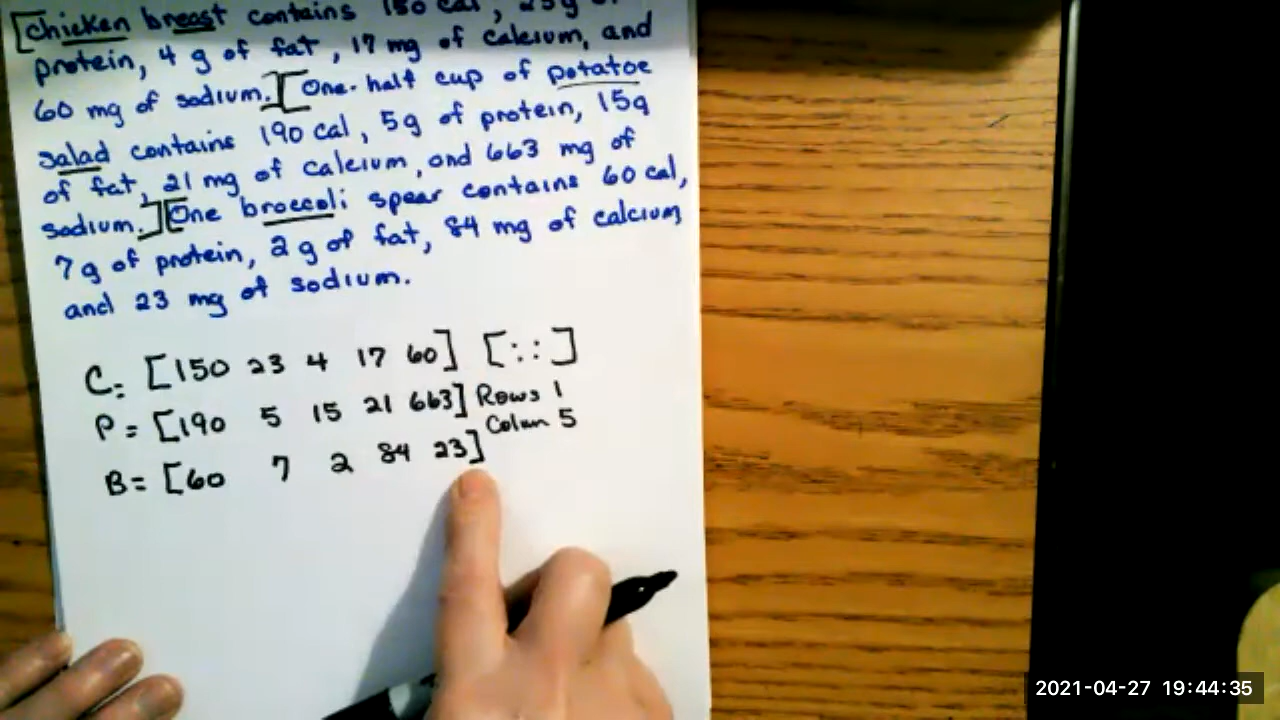 [Chicken breast contains 150 cal, 23g of
protein, 4 g of fat, 17 mg of calcium, and
60 mg of sodium.][One-half cup of potatoe
salad contains 190 cal, 5g of protein, 15g
of fat, 21 mg of calcium, and 663 mg of
sodium.][One broccoli spear contains 60 cal,
7g of protein, 2 g of fat, 84 mg of calcium,
and 23 mg of sodium.
C= [150 23 4 17 60] [:::]
P = [190 5 15 21 663] Rows 1
Colum 5
B= [60 7 2 84 23]
2021-04-27 19:44:35